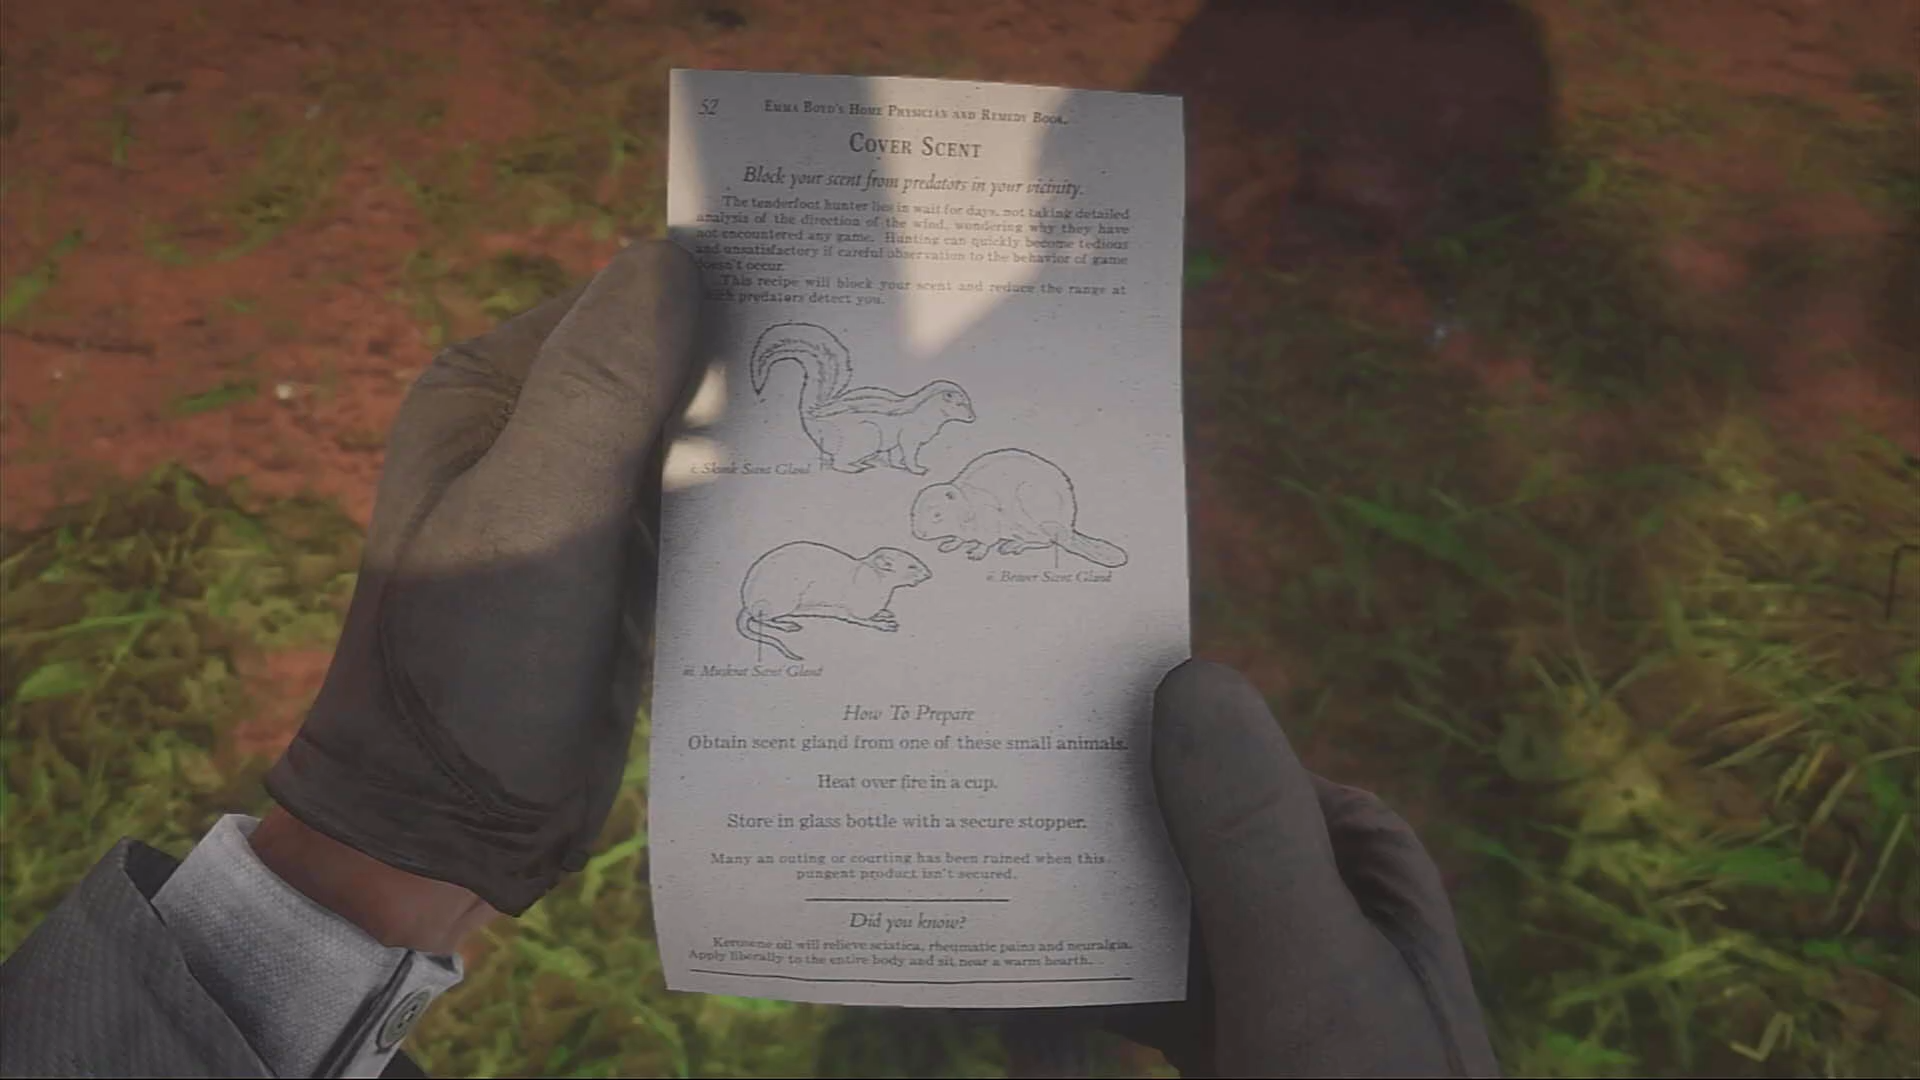 52 EMMA BOYD'S HOME PHYSICIAN AND REMEDY BOOK.
COVER SCENT
Block your scent from predators in your vicinity.
The tenderfoot hunter lies in wait for days, not taking detailed
analysis of the direction of the wind, wondering why they have
not encountered any game. Hunting can quickly become tedious
and unsatisfactory if careful observation to the behavior of game
doesn't occur.
This recipe will block your scent and reduce the range at
which predators detect you.
i. Skunk Scent Gland
ii. Beaver Scent Gland
iii. Muskrat Scent Gland
How To Prepare
Obtain scent gland from one of these small animals.
Heat over fire in a cup.
Store in glass bottle with a secure stopper.
Many an outing or courting has been ruined when this
pungent product isn't secured.
Did you know?
Kerosene oil will relieve sciatica, rheumatic pains and neuralgia.
Apply liberally to the entire body and sit near a warm hearth.